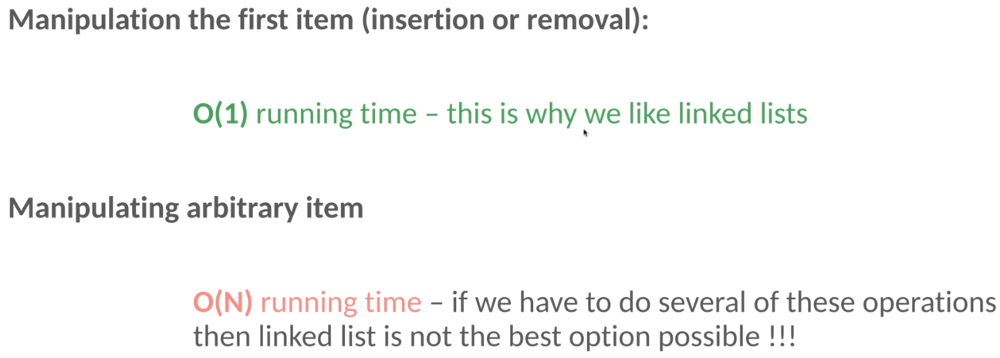 Manipulation the first item (insertion or removal):
O(1) running time – this is why we like linked lists
Manipulating arbitrary item
O(N) running time – if we have to do several of these operations
then linked list is not the best option possible !!!